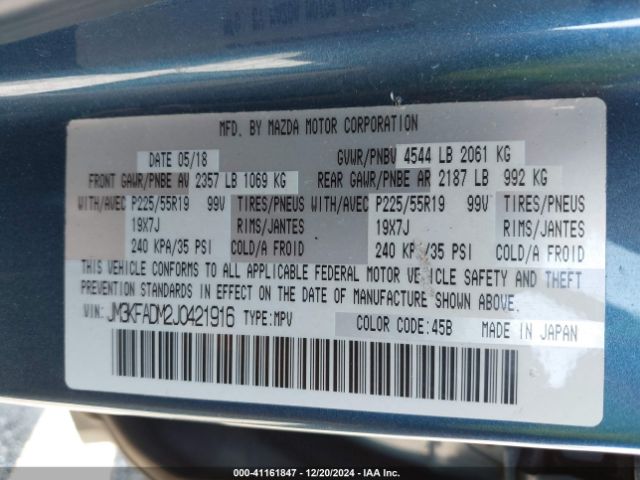 MFD. BY MAZDA MOTOR CORPORATION
DATE 05/18 GVWR/PNBV 4544 LB 2061 KG
FRONT GAWR/PNBE AV 2357 LB 1069 KG REAR GAWR/PNBE AR 2187 LB 992 KG
WITH/AVEC P225/55R19 99V TIRES/PNEUS WITH/AVEC P225/55R19 99V TIRES/PNEUS
19X7J RIMS/JANTES 19X7J RIMS/JANTES
240 KPA/35 PSI COLD/A FROID 240 KPA/35 PSI COLD/A FROID
THIS VEHICLE CONFORMS TO ALL APPLICABLE FEDERAL MOTOR VEHICLE SAFETY AND THEFT
PREVENTION STANDARDS IN EFFECT ON THE DATE OF MANUFACTURE SHOWN ABOVE.
VIN: JM3KFADM2J0421916 TYPE:MPV COLOR CODE:45B MADE IN JAPAN
000-41161847 | 12/20/2024 - IAA Inc.